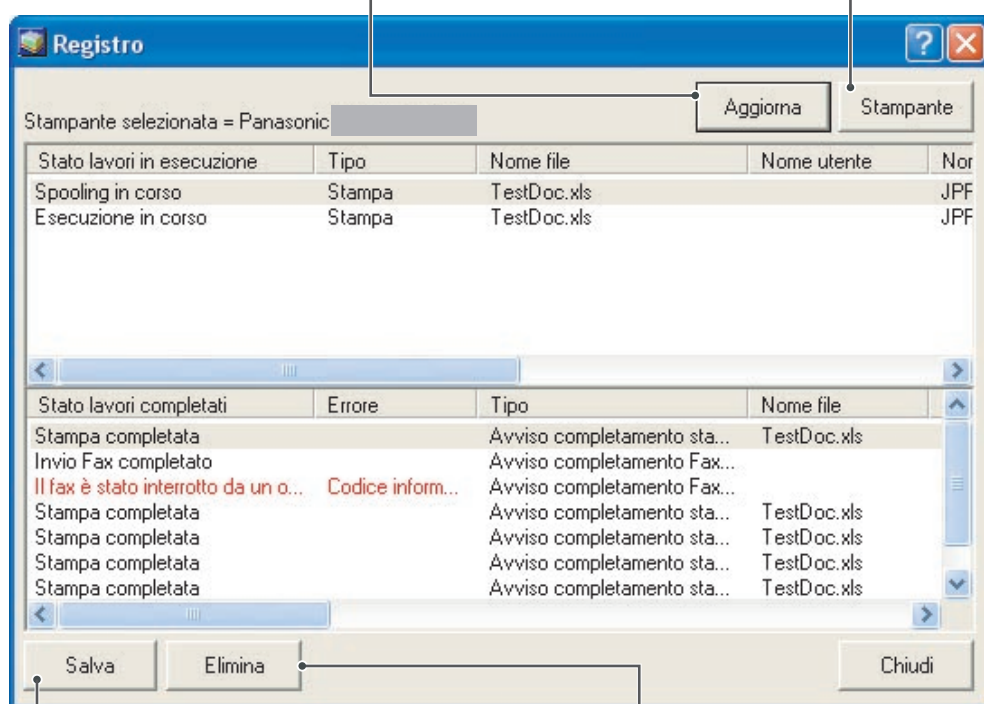 Registro
Aggiorna Stampante
Stampante selezionata = Panasonic
Stato lavori in esecuzione Tipo Nome file Nome utente Nor
Spooling in corso Stampa TestDoc.xls JPF
Esecuzione in corso Stampa TestDoc.xls JPF
Stato lavori completati Errore Tipo Nome file
Stampa completata Avviso completamento sta... TestDoc.xls
Invio Fax completato Avviso completamento Fax...
Il fax è stato interrotto da un o... Codice inform... Avviso completamento Fax...
Stampa completata Avviso completamento sta... TestDoc.xls
Stampa completata Avviso completamento sta... TestDoc.xls
Stampa completata Avviso completamento sta... TestDoc.xls
Stampa completata Avviso completamento sta... TestDoc.xls
Salva Elimina Chiudi